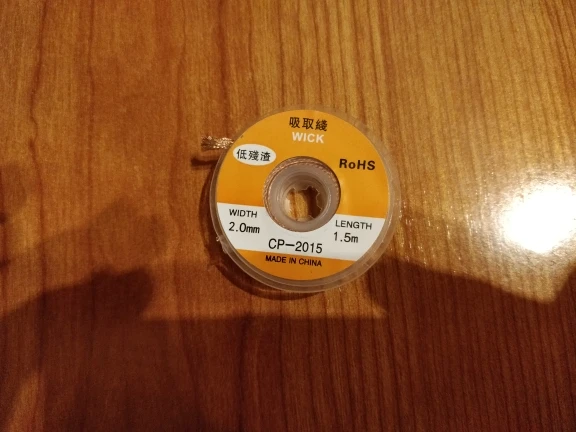 吸取綫
WICK
低殘渣
RoHS
WIDTH
2.0mm
LENGTH
1.5m
CP-2015
MADE IN CHINA